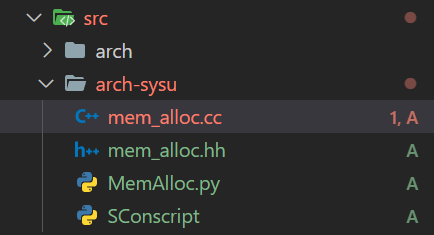 src
arch
arch-sysu
C++ mem_alloc.cc 1, A
h++ mem_alloc.hh A
MemAlloc.py A
SConscript A